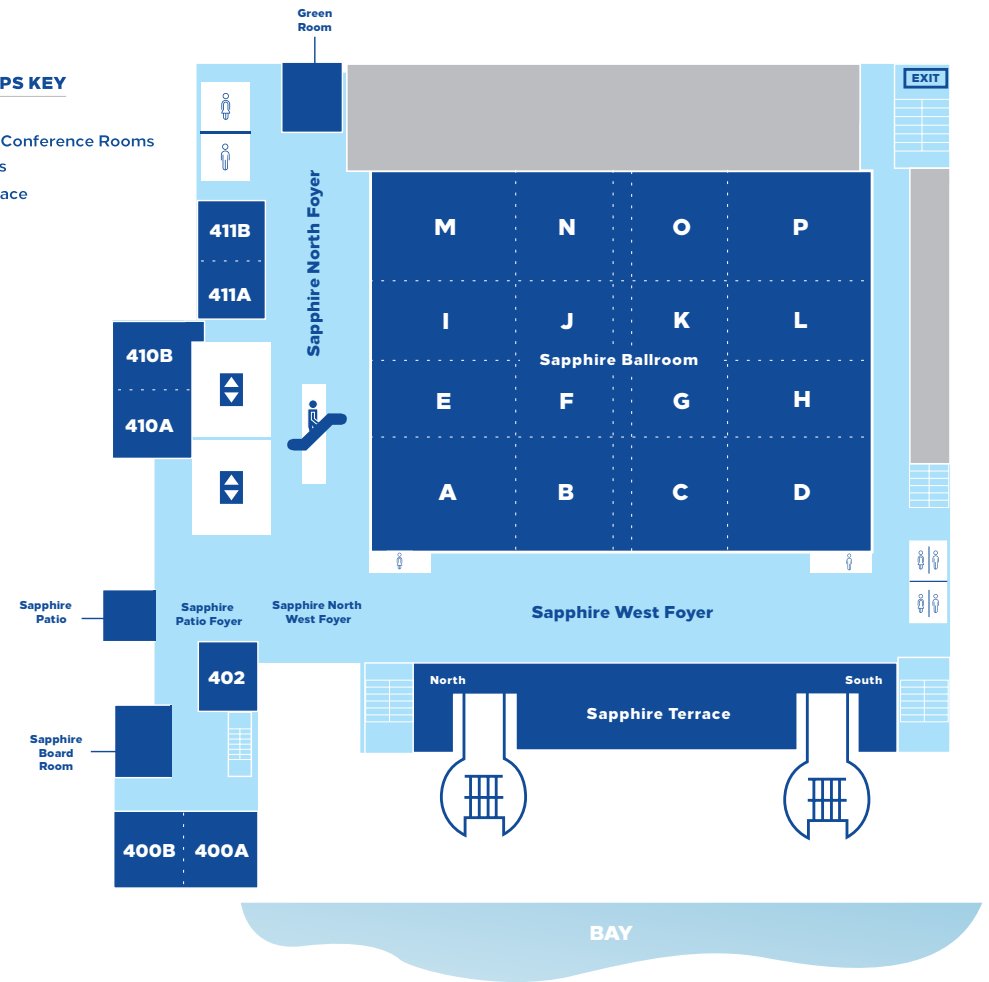 Green
Room
PS KEY
EXIT
Conference Rooms
s
ace
Sapphire North Foyer
411B
411A
410B
410A
M
N
O
P
I
J
K
L
Sapphire Ballroom
E
F
G
H
A
B
C
D
Sapphire
Patio
Sapphire
Patio Foyer
Sapphire North
West Foyer
Sapphire West Foyer
402
North
South
Sapphire Terrace
Sapphire
Board
Room
400B
400A
BAY